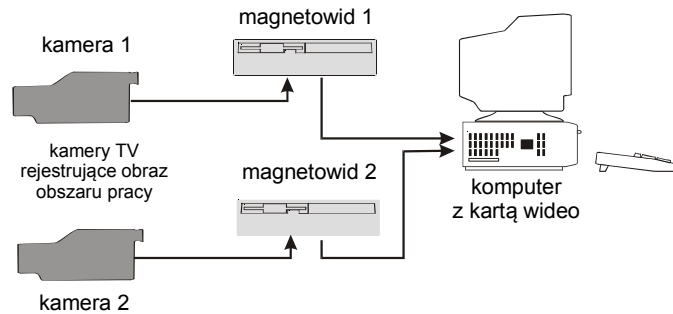 magnetowid 1
kamera 1
kamery TV
rejestrujące obraz
obszaru pracy
magnetowid 2
komputer
z kartą wideo
kamera 2